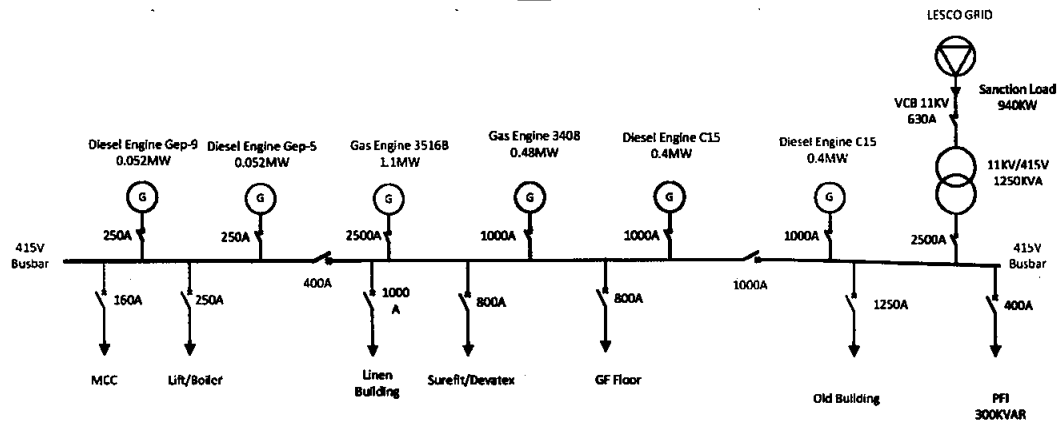 LESCO GRID
Sanction Load
940KW
VCB 11KV
630A
Diesel Engine Gep-9
0.052MW
Diesel Engine Gep-5
0.052MW
Gas Engine 3516B
1.1MW
Gas Engine 3408
0.48MW
Diesel Engine C15
0.4MW
Diesel Engine C15
0.4MW
11KV/415V
1250KVA
G
G
G
G
G
G
250A
250A
2500A
1000A
1000A
1000A
2500A
415V
Busbar
415V
Busbar
400A
1000A
160A
250A
1000
A
800A
800A
1250A
400A
MCC
Lift/Boiler
Linen
Building
Surefit/Devatex
GF Floor
Old Building
PFI
300KVAR